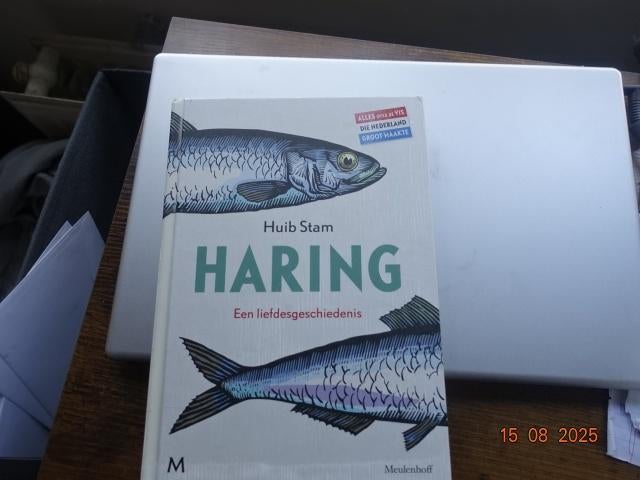 ALLES over de VIS
DIE NEDERLAND
GROOT MAAKTE
Huib Stam
HARING
Een liefdesgeschiedenis
M
Meulenhoff
15 08 2025